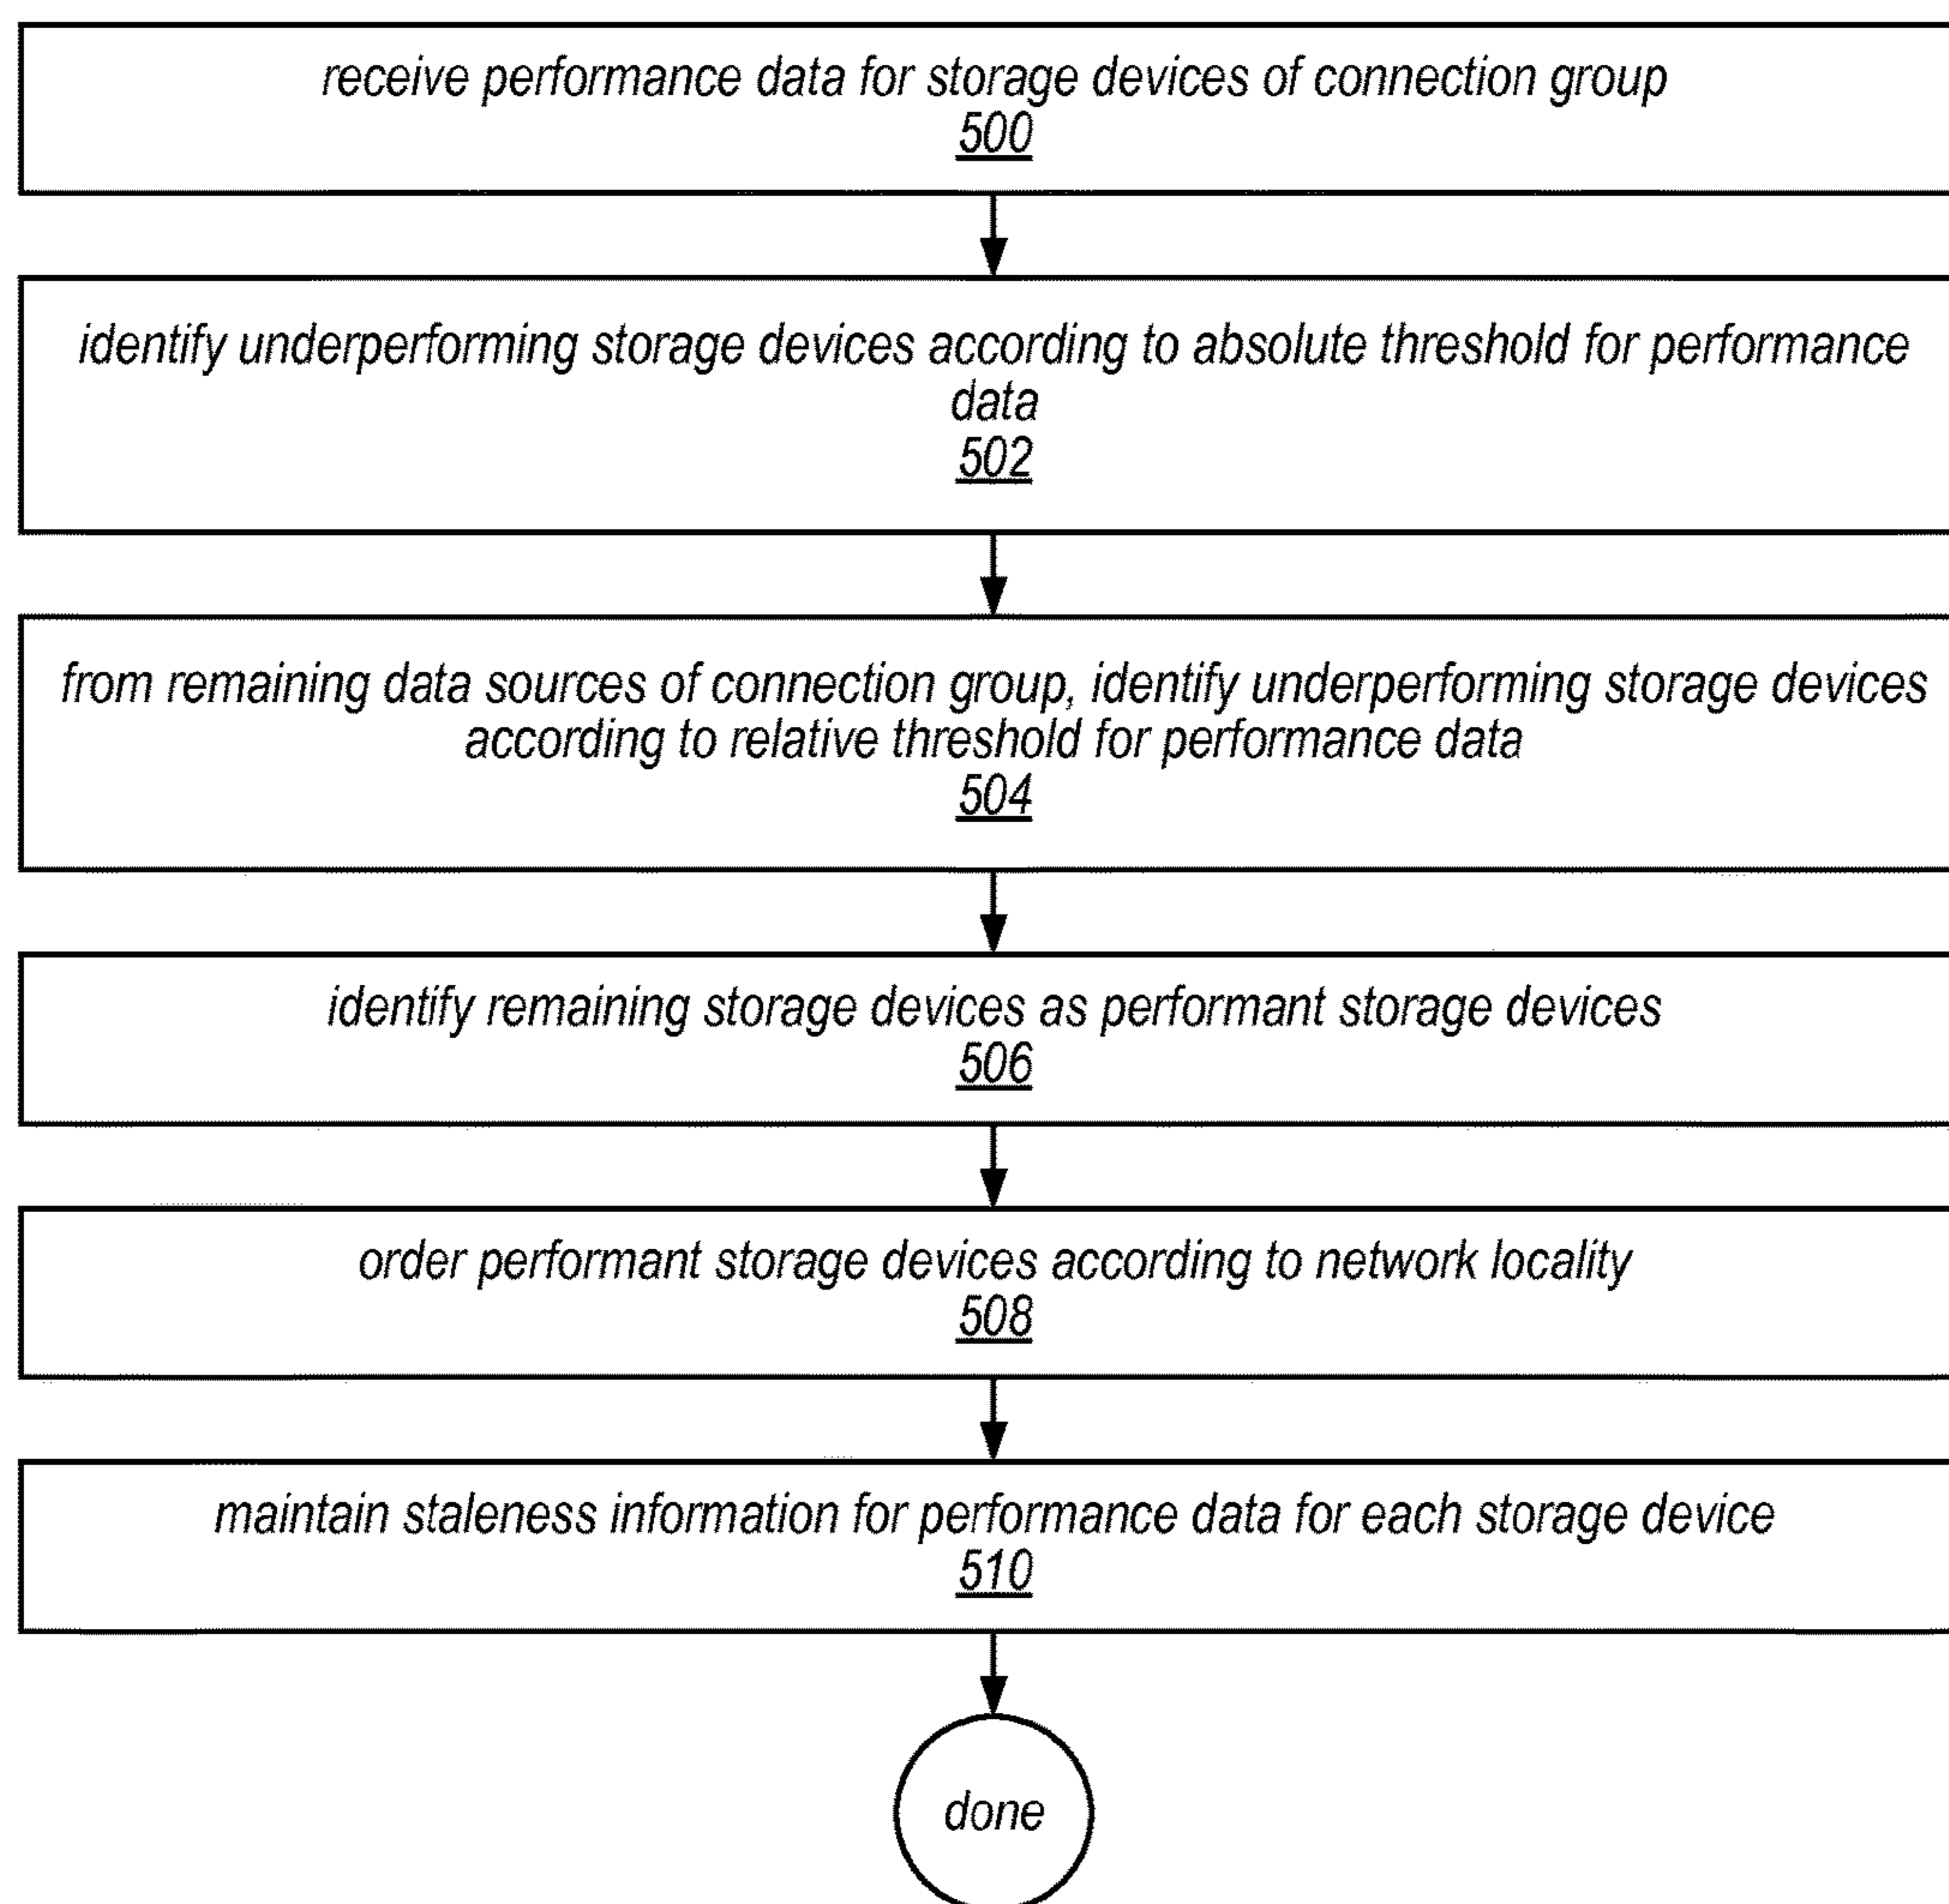 receive performance data for storage devices of connection group
500
identify underperforming storage devices according to absolute threshold for performance
data
502
from remaining data sources of connection group, identify underperforming storage devices
according to relative threshold for performance data
504
identify remaining storage devices as performant storage devices
506
order performant storage devices according to network locality
508
maintain staleness information for performance data for each storage device
510
done